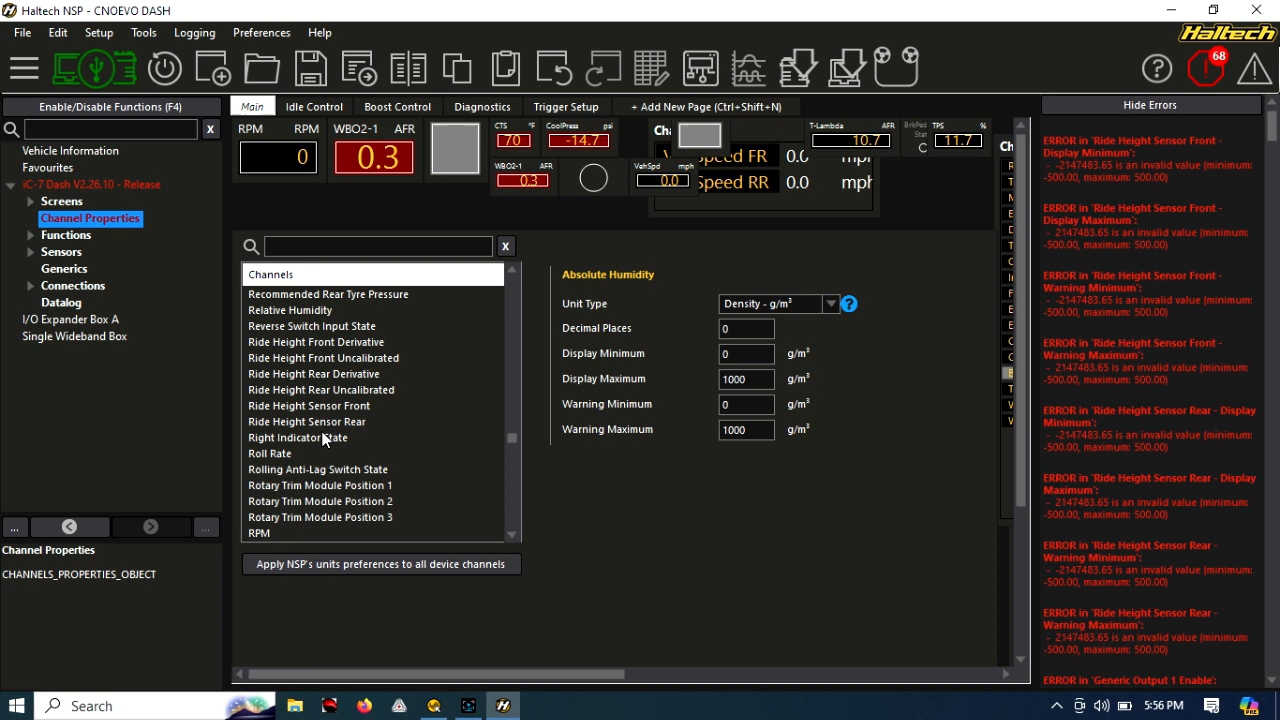 Haltech NSP - CNOEVO DASH
File Edit Setup Tools Logging Preferences Help
Haltech
68
Enable/Disable Functions (F4)
Main Idle Control Boost Control Diagnostics Trigger Setup + Add New Page (Ctrl+Shift+N)
Hide Errors
X
Vehicle Information
Favourites
iC-7 Dash V2.26.10 - Release
Screens
Channel Properties
Functions
Sensors
Generics
Connections
Datalog
I/O Expander Box A
Single Wideband Box
... ...
Channel Properties
CHANNELS_PROPERTIES_OBJECT
RPM RPM
0
WBO2-1 AFR
0.3
CTS °F
70
CoolPress psi
-14.7
WBO2-1 AFR
0.3
VehSpd mph
0.0
Speed FR 0.0 mph
Speed RR 0.0 mph
T-Lambda AFR
10.7
BrkPed
Stat
TPS %
11.7
X
Channels
Recommended Rear Tyre Pressure
Relative Humidity
Reverse Switch Input State
Ride Height Front Derivative
Ride Height Front Uncalibrated
Ride Height Rear Derivative
Ride Height Rear Uncalibrated
Ride Height Sensor Front
Ride Height Sensor Rear
Right Indicator State
Roll Rate
Rolling Anti-Lag Switch State
Rotary Trim Module Position 1
Rotary Trim Module Position 2
Rotary Trim Module Position 3
RPM
Apply NSP's units preferences to all device channels
Absolute Humidity
Unit Type Density - g/m³ ?
Decimal Places 0
Display Minimum 0 g/m³
Display Maximum 1000 g/m³
Warning Minimum 0 g/m³
Warning Maximum 1000 g/m³
ERROR in 'Ride Height Sensor Front -
Display Minimum':
- -2147483.65 is an invalid value (minimum:
-500.00, maximum: 500.00).
ERROR in 'Ride Height Sensor Front -
Display Maximum':
- 2147483.65 is an invalid value (minimum:
-500.00, maximum: 500.00).
ERROR in 'Ride Height Sensor Front -
Warning Minimum':
- -2147483.65 is an invalid value (minimum:
-500.00, maximum: 500.00).
ERROR in 'Ride Height Sensor Front -
Warning Maximum':
- 2147483.65 is an invalid value (minimum:
-500.00, maximum: 500.00).
ERROR in 'Ride Height Sensor Rear - Display
Minimum':
- -2147483.65 is an invalid value (minimum:
-500.00, maximum: 500.00).
ERROR in 'Ride Height Sensor Rear - Display
Maximum':
- 2147483.65 is an invalid value (minimum:
-500.00, maximum: 500.00).
ERROR in 'Ride Height Sensor Rear -
Warning Minimum':
- -2147483.65 is an invalid value (minimum:
-500.00, maximum: 500.00).
ERROR in 'Ride Height Sensor Rear -
Warning Maximum':
- 2147483.65 is an invalid value (minimum:
-500.00, maximum: 500.00).
ERROR in 'Generic Output 1 Enable':
Search
5:56 PM
PRE